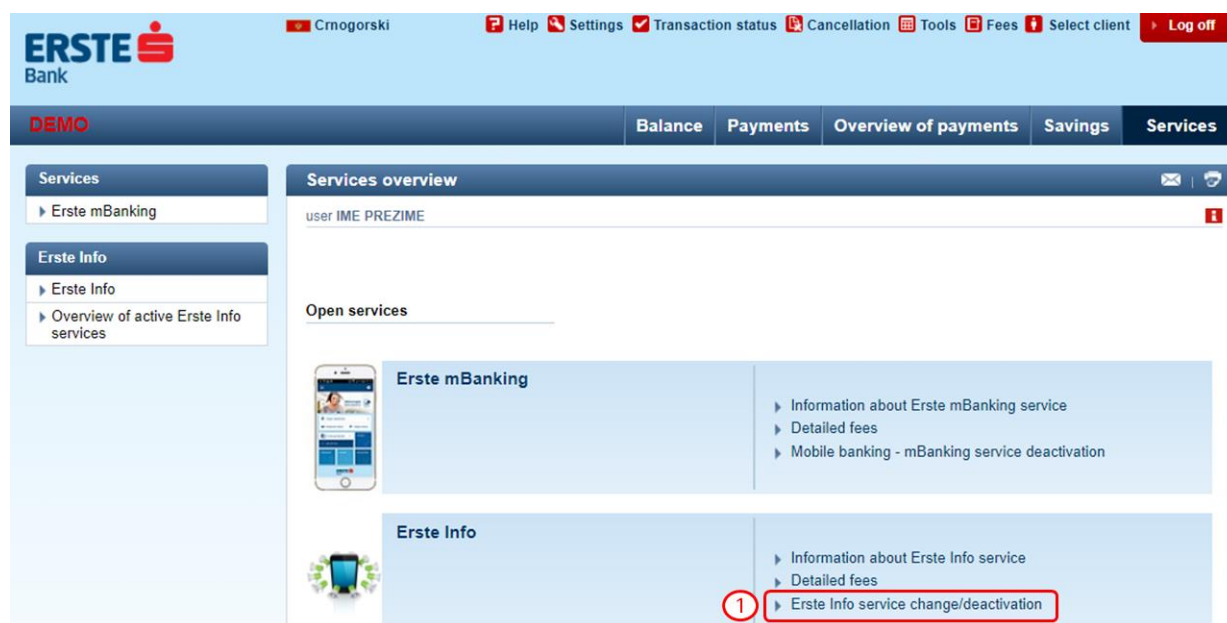 Crnogorski Help Settings Transaction status Cancellation Tools Fees Select client Log off
ERSTE
Bank
DEMO Balance Payments Overview of payments Savings Services
Services
Erste mBanking
Erste Info
Erste Info
Overview of active Erste Info
services
Services overview
user IME PREZIME
Open services
Erste mBanking
Information about Erste mBanking service
Detailed fees
Mobile banking - mBanking service deactivation
Erste Info
Information about Erste Info service
Detailed fees
1 Erste Info service change/deactivation